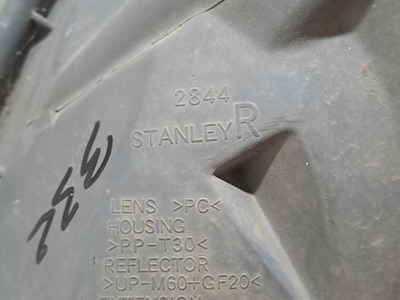 2844
STANLEY R
LENS >PC<
HOUSING
>PP-T30<
REFLECTOR
>UP-M60+GF20<